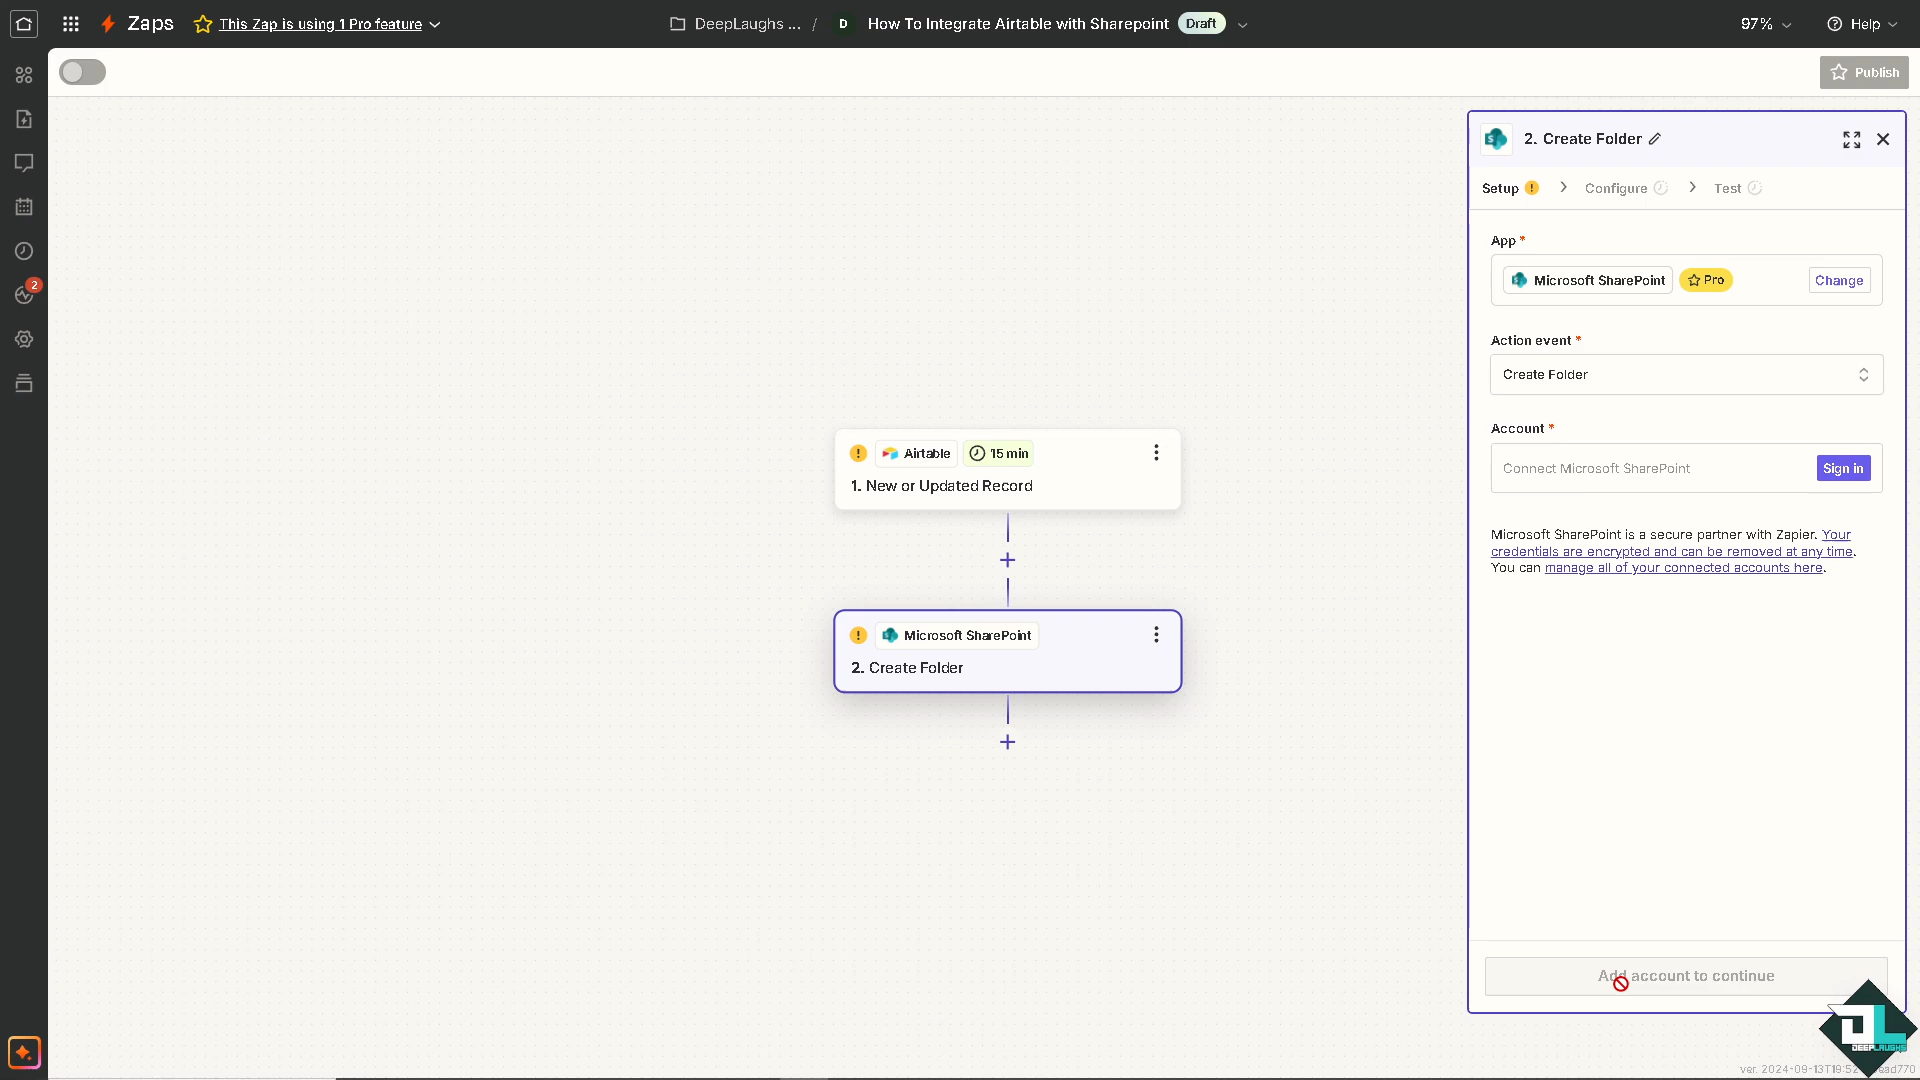 Zaps
This Zap is using 1 Pro feature
DeepLaughs ... / D How To Integrate Airtable with Sharepoint Draft
97%
Help
Publish
2
2. Create Folder
Setup ! Configure Test
App *
Microsoft SharePoint Pro Change
Action event *
Create Folder
Account *
Connect Microsoft SharePoint Sign in
Microsoft SharePoint is a secure partner with Zapier. Your
credentials are encrypted and can be removed at any time.
You can manage all of your connected accounts here.
! Airtable 15 min
1. New or Updated Record
! Microsoft SharePoint
2. Create Folder
Add account to continue
DEEPLAUGHS